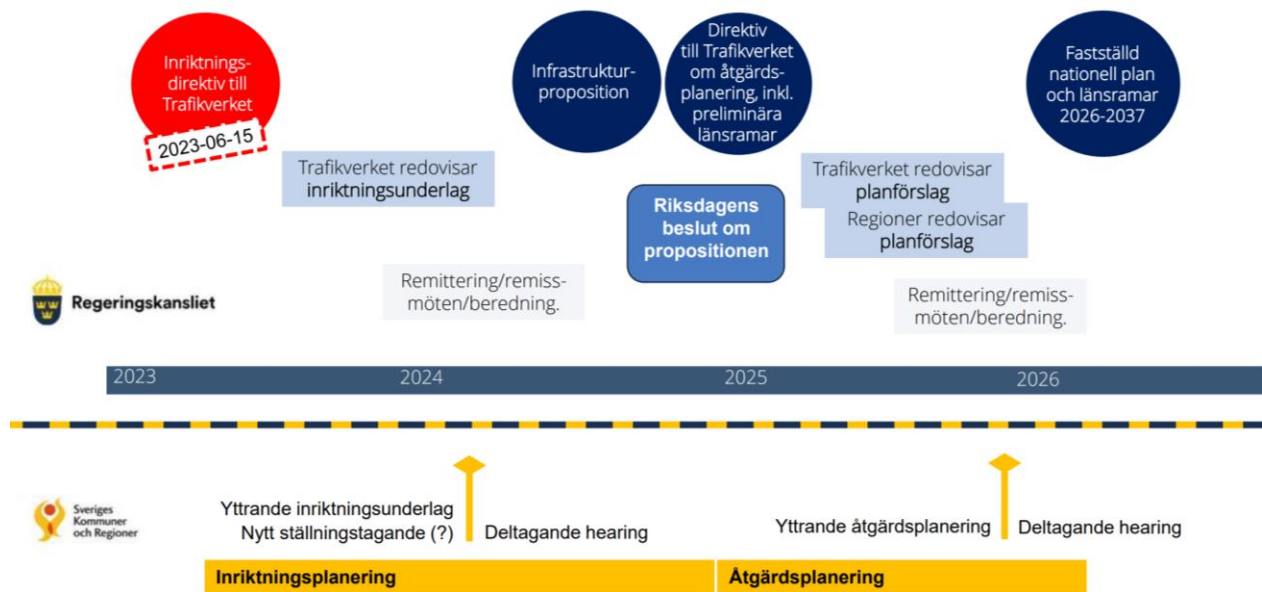 Inriktnings-
direktiv till
Trafikverket
2023-06-15
Infrastruktur-
proposition
Direktiv
till Trafikverket
om åtgärds-
planering, inkl.
preliminära
länsramar
Fastställd
nationell plan
och länsramar
2026-2037
Trafikverket redovisar
inriktningsunderlag
Riksdagens
beslut om
propositionen
Trafikverket redovisar
planförslag
Regioner redovisar
planförslag
Remittering/remiss-
möten/beredning.
Remittering/remiss-
möten/beredning.
Regeringskansliet
2023
2024
2025
2026
Sveriges
Kommuner
och Regioner
Yttrande inriktningsunderlag
Nytt ställningstagande (?)
Deltagande hearing
Yttrande åtgärdsplanering
Deltagande hearing
Inriktningsplanering
Åtgärdsplanering